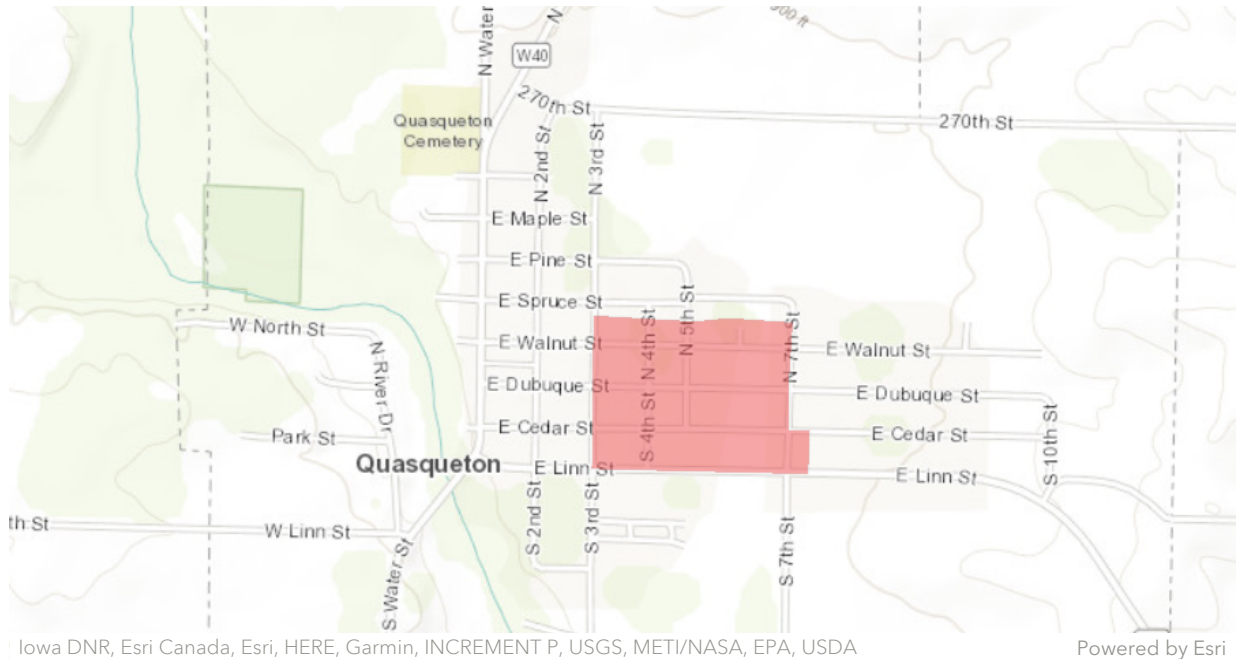 N Water
N
900 ft
W40
270th St
270th St
Quasqueton
Cemetery
N 2nd St
N 3rd St
E Maple St
E Pine St
E Spruce St
N 5th St
N 4th St
N 7th St
W North St
N River Dr
E Walnut St
E Walnut St
E Dubuque St
E Dubuque St
S 4th St
E Cedar St
E Cedar St
Park St
S 10th St
Quasqueton
E Linn St
E Linn St
th St
W Linn St
S 2nd St
S 3rd St
S 7th St
S Water St
Iowa DNR, Esri Canada, Esri, HERE, Garmin, INCREMENT P, USGS, METI/NASA, EPA, USDA
Powered by Esri